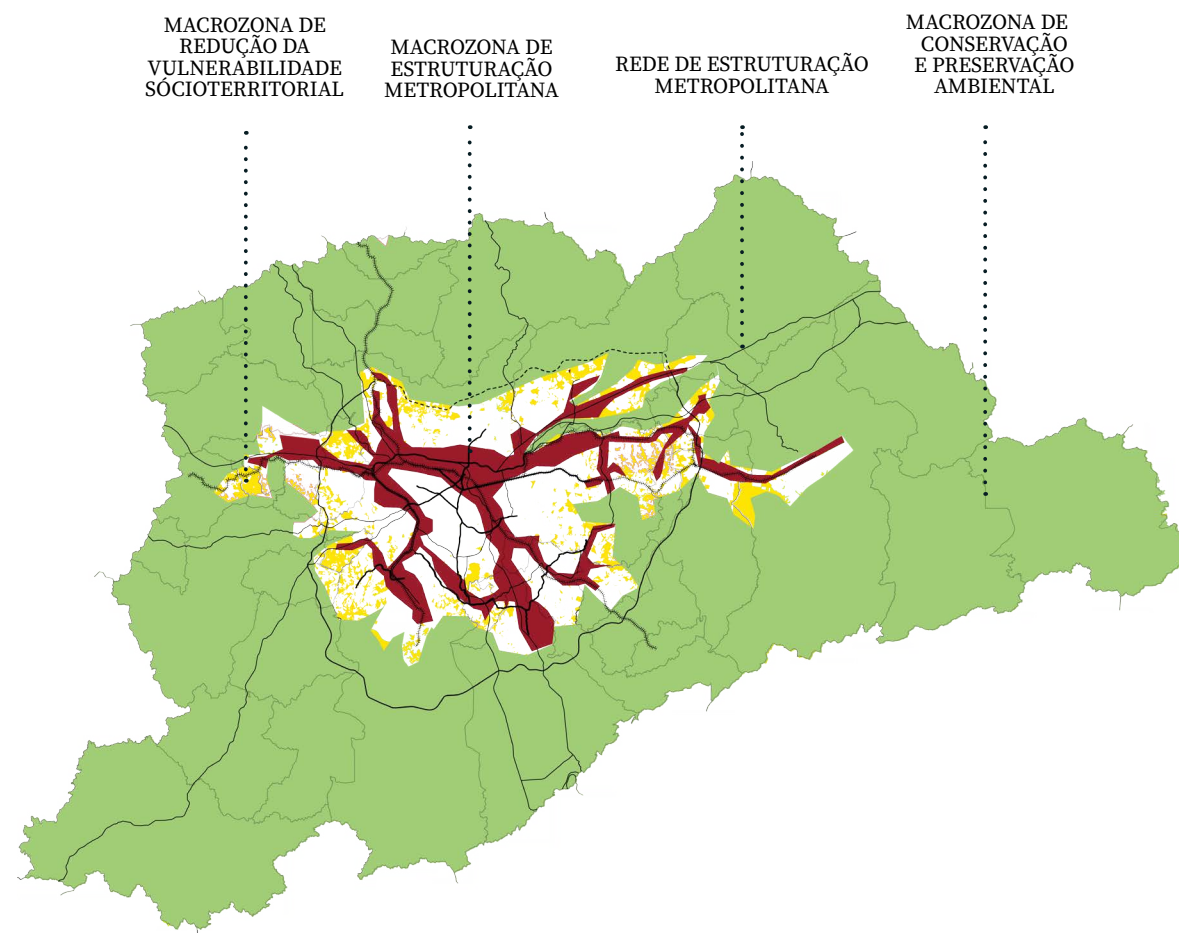 MACROZONA DE
REDUÇÃO DA
VULNERABILIDADE
SÓCIOTERRITORIAL
MACROZONA DE
ESTRUTURAÇÃO
METROPOLITANA
REDE DE ESTRUTURAÇÃO
METROPOLITANA
MACROZONA DE
CONSERVAÇÃO
E PRESERVAÇÃO
AMBIENTAL